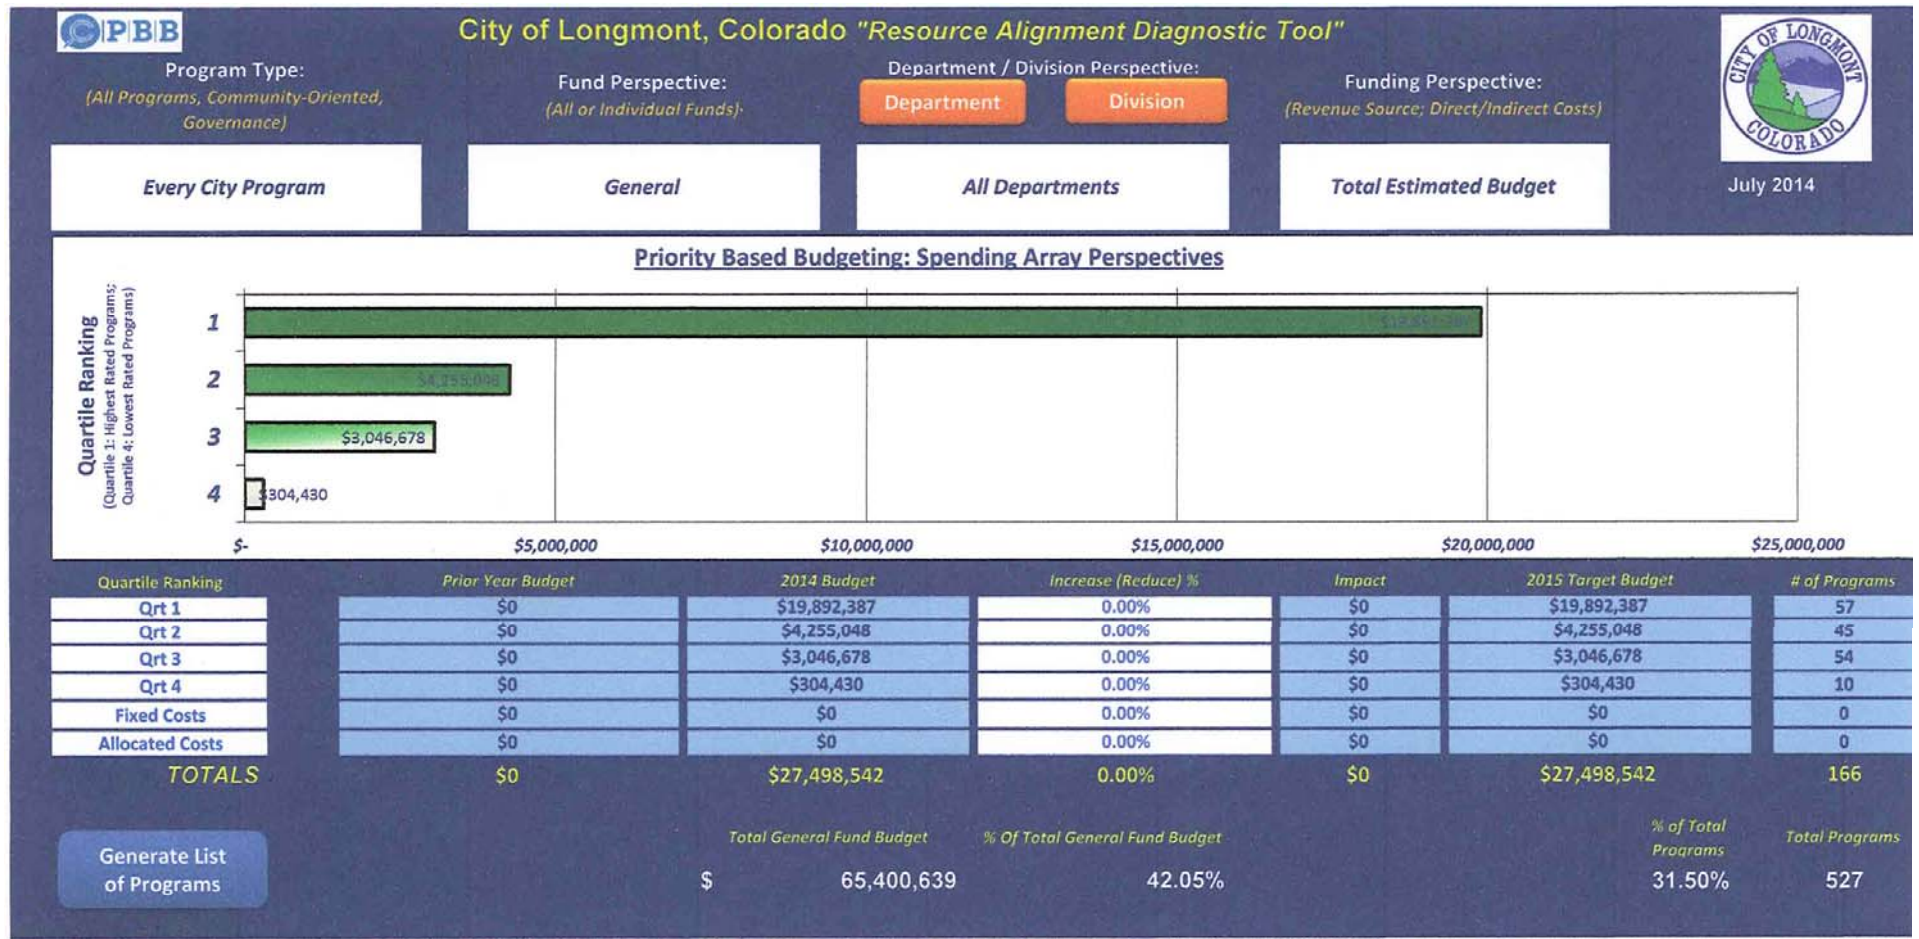 PBB
City of Longmont, Colorado "Resource Alignment Diagnostic Tool"
Program Type:
(All Programs, Community-Oriented,
Governance)
Fund Perspective:
(All or Individual Funds)
Department / Division Perspective:
Department Division
Funding Perspective:
(Revenue Source; Direct/Indirect Costs)
CITY OF LONGMONT
COLORADO
Every City Program General All Departments Total Estimated Budget July 2014
Priority Based Budgeting: Spending Array Perspectives
Quartile Ranking
(Quartile 1: Highest Rated Programs;
Quartile 4: Lowest Rated Programs)
1
2 $4,255,048
3 $3,046,678
4 $304,430
$- $5,000,000 $10,000,000 $15,000,000 $20,000,000 $25,000,000
Quartile Ranking Prior Year Budget 2014 Budget Increase (Reduce) % Impact 2015 Target Budget # of Programs
Qrt 1 $0 $19,892,387 0.00% $0 $19,892,387 57
Qrt 2 $0 $4,255,048 0.00% $0 $4,255,048 45
Qrt 3 $0 $3,046,678 0.00% $0 $3,046,678 54
Qrt 4 $0 $304,430 0.00% $0 $304,430 10
Fixed Costs $0 $0 0.00% $0 $0 0
Allocated Costs $0 $0 0.00% $0 $0 0
TOTALS $0 $27,498,542 0.00% $0 $27,498,542 166
Generate List
of Programs
Total General Fund Budget % Of Total General Fund Budget
$ 65,400,639 42.05%
% of Total
Programs
Total Programs
31.50% 527